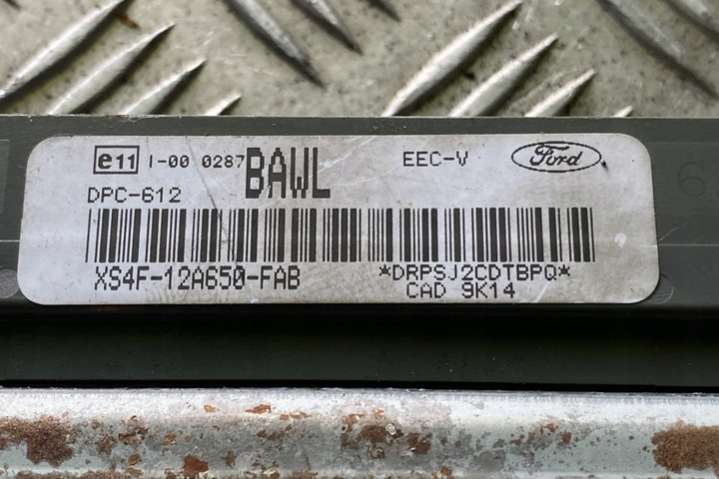 e11 I-00 0287 BAWL EEC-V Ford
DPC-612
XS4F-12A650-FAB *DRPSJ2CDTBPQ*
CAD 9K14